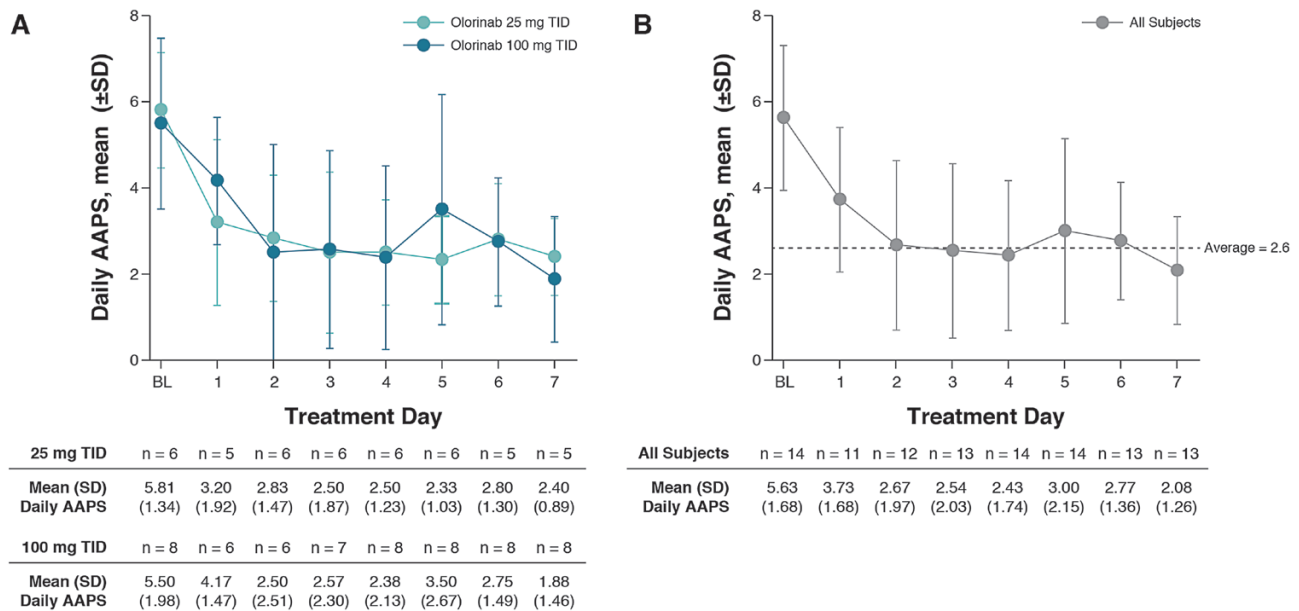 A
Olorinab 25 mg TID
Olorinab 100 mg TID
Daily AAPS, mean (±SD)
8
6
4
2
0
BL 1 2 3 4 5 6 7
Treatment Day
25 mg TID n = 6 n = 5 n = 6 n = 6 n = 6 n = 6 n = 5 n = 5
Mean (SD) 5.81 3.20 2.83 2.50 2.50 2.33 2.80 2.40
Daily AAPS (1.34) (1.92) (1.47) (1.87) (1.23) (1.03) (1.30) (0.89)
100 mg TID n = 8 n = 6 n = 6 n = 7 n = 8 n = 8 n = 8 n = 8
Mean (SD) 5.50 4.17 2.50 2.57 2.38 3.50 2.75 1.88
Daily AAPS (1.98) (1.47) (2.51) (2.30) (2.13) (2.67) (1.49) (1.46)
B
All Subjects
Daily AAPS, mean (±SD)
8
6
4
2
0
Average = 2.6
BL 1 2 3 4 5 6 7
Treatment Day
All Subjects n = 14 n = 11 n = 12 n = 13 n = 14 n = 14 n = 13 n = 13
Mean (SD) 5.63 3.73 2.67 2.54 2.43 3.00 2.77 2.08
Daily AAPS (1.68) (1.68) (1.97) (2.03) (1.74) (2.15) (1.36) (1.26)